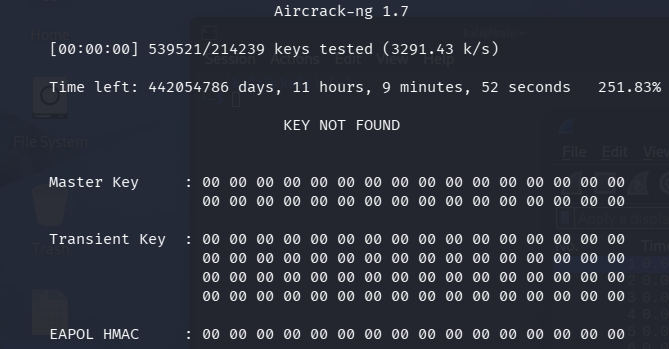 Aircrack-ng 1.7
Home
[00:00:00] 539521/214239 keys tested (3291.43 k/s)
Session Actions Edit View Help
Time left: 442054786 days, 11 hours, 9 minutes, 52 seconds 251.83%
KEY NOT FOUND
File System
File Edit View
Master Key : 00 00 00 00 00 00 00 00 00 00 00 00 00 00 00 00
00 00 00 00 00 00 00 00 00 00 00 00 00 00 00 00
Trash
Transient Key : 00 00 00 00 00 00 00 00 00 00 00 00 00 00 00 00
00 00 00 00 00 00 00 00 00 00 00 00 00 00 00 00
00 00 00 00 00 00 00 00 00 00 00 00 00 00 00 00
00 00 00 00 00 00 00 00 00 00 00 00 00 00 00 00
EAPOL HMAC : 00 00 00 00 00 00 00 00 00 00 00 00 00 00 00 00